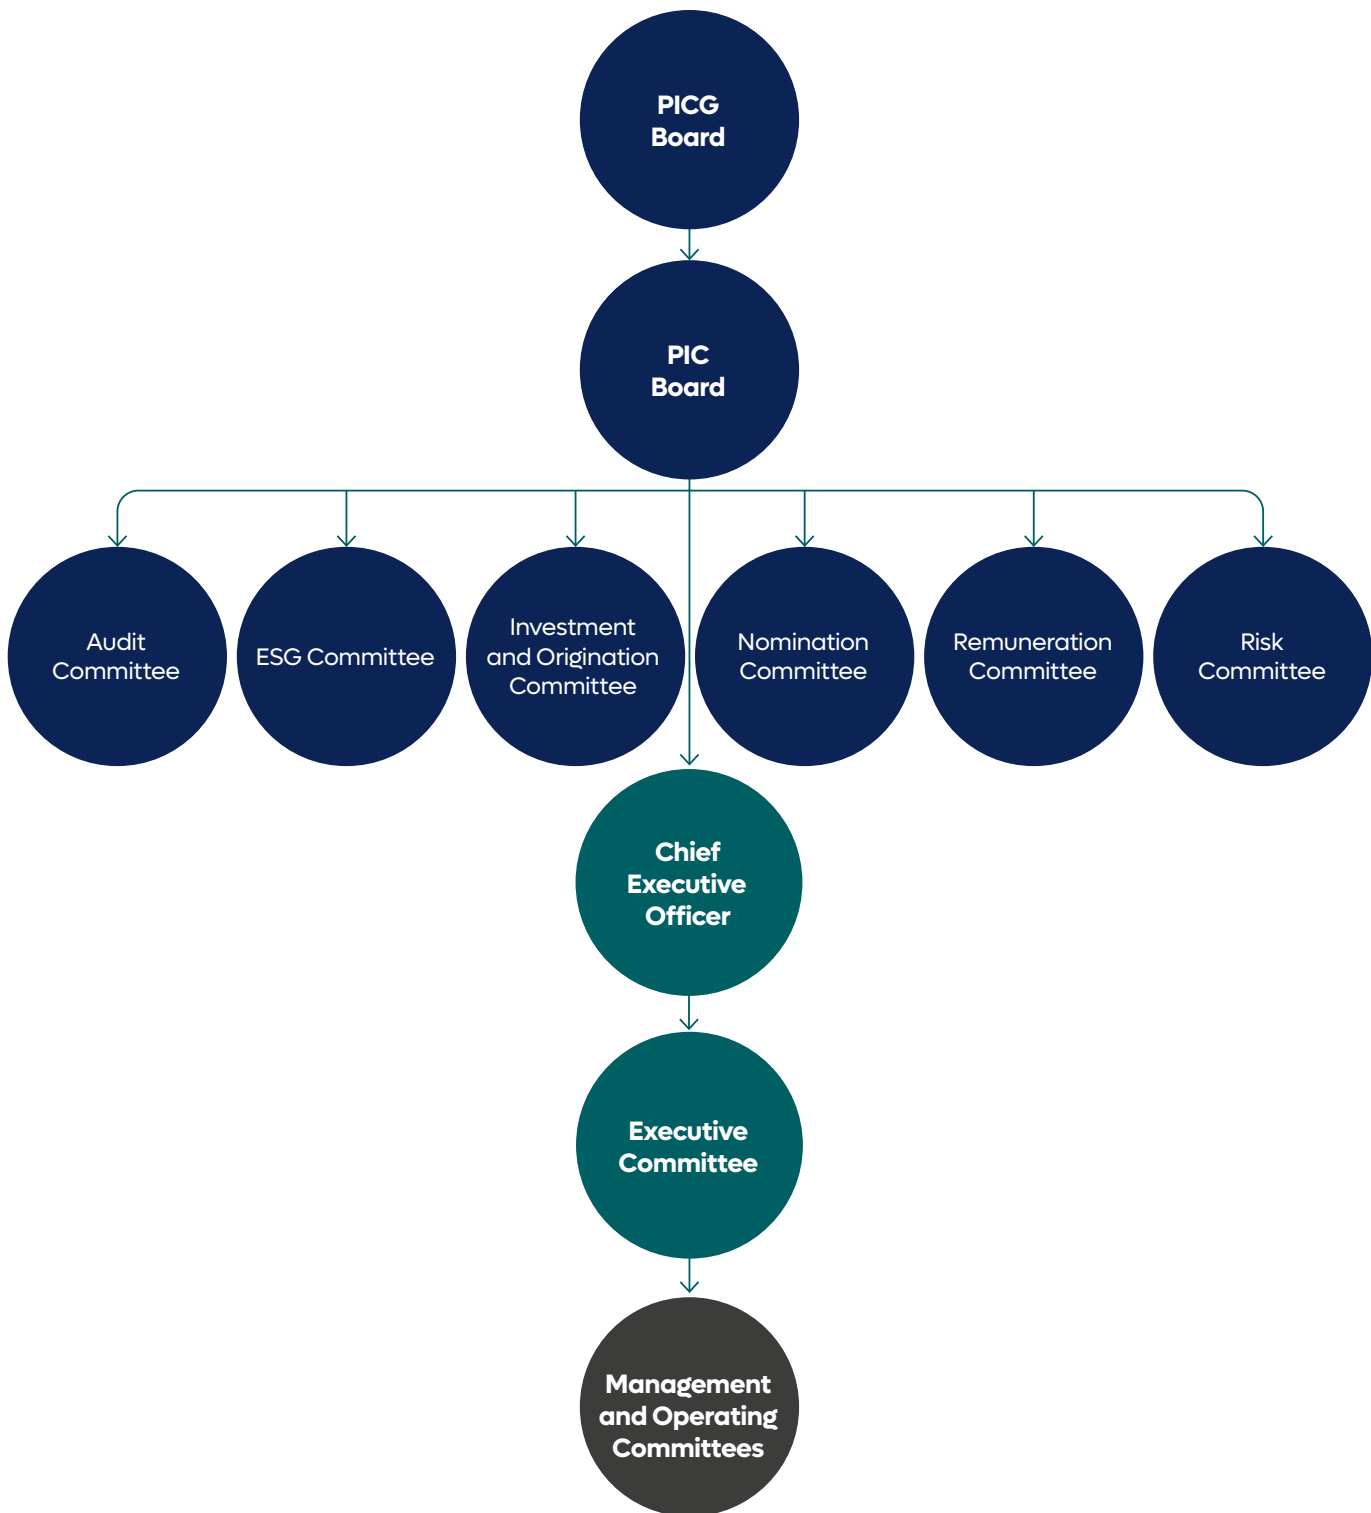 PICG
Board
PIC
Board
Audit
Committee
ESG Committee
Investment
and Origination
Committee
Nomination
Committee
Remuneration
Committee
Risk
Committee
Chief
Executive
Officer
Executive
Committee
Management
and Operating
Committees